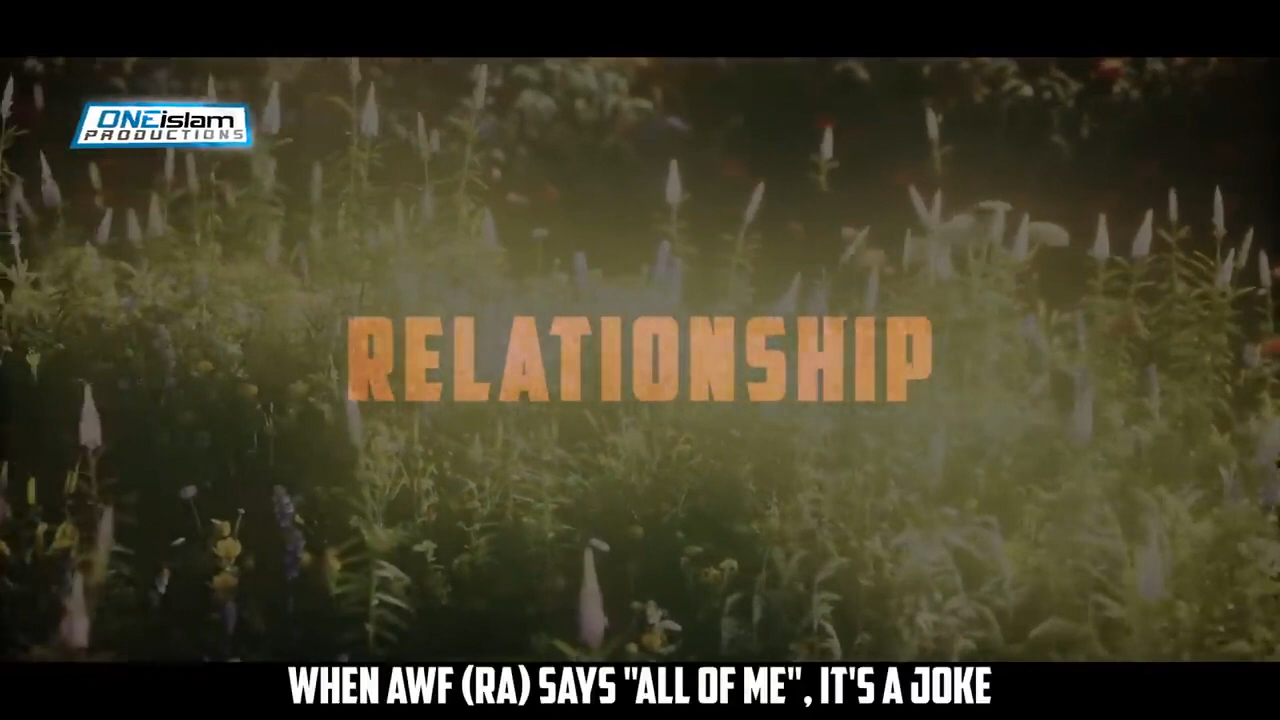 ONEislam
PRODUCTIONS
RELATIONSHIP
WHEN AWF (RA) SAYS "ALL OF ME", IT'S A JOKE